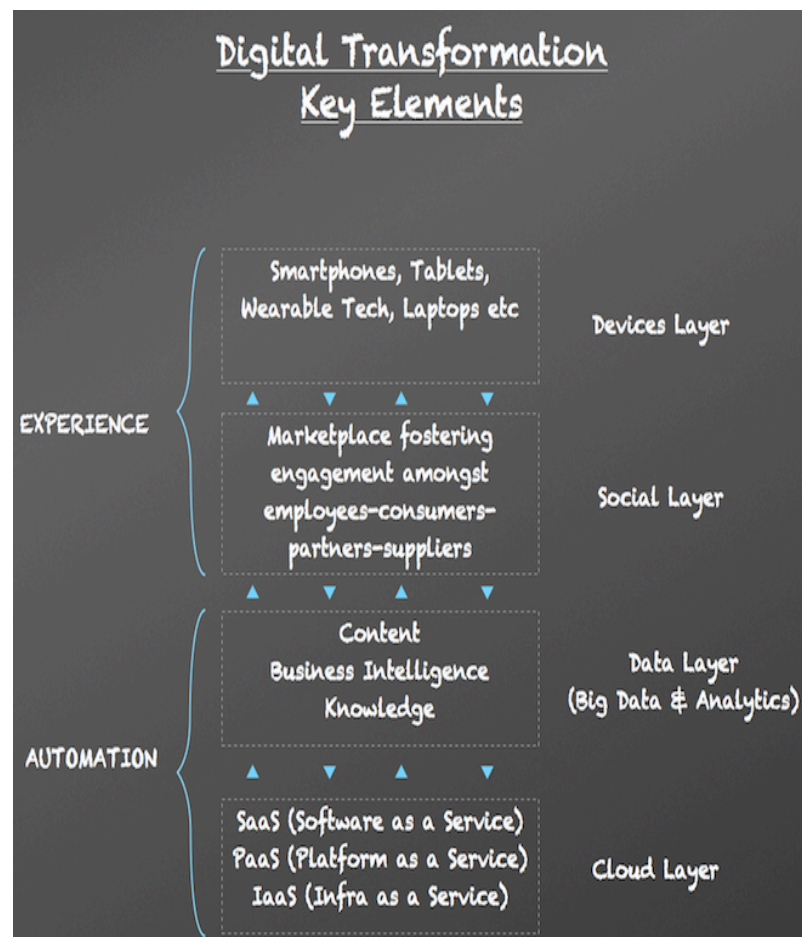 Digital Transformation
Key Elements
Smartphones, Tablets,
Wearable Tech, Laptops etc
Devices Layer
EXPERIENCE
Marketplace fostering
engagement amongst
employees-consumers-
partners-suppliers
Social Layer
Content
Business Intelligence
Knowledge
Data Layer
(Big Data & Analytics)
AUTOMATION
SaaS (Software as a Service)
PaaS (Platform as a Service)
IaaS (Infra as a Service)
Cloud Layer